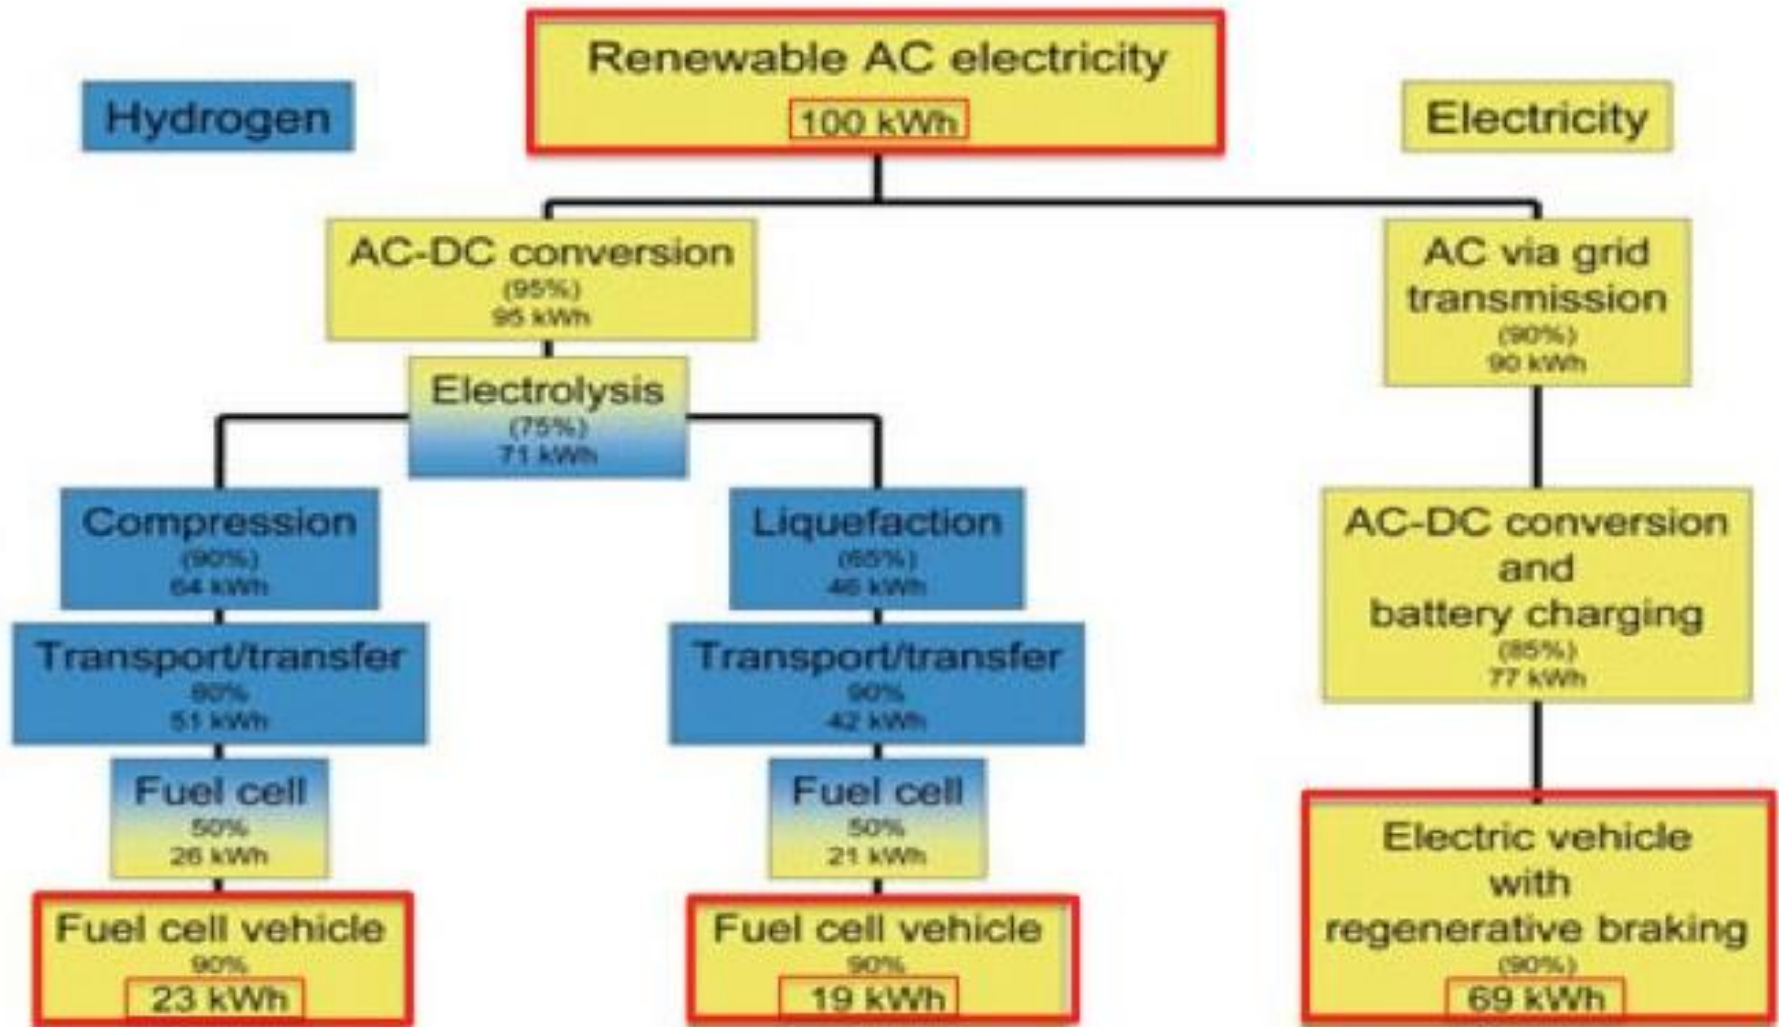 Renewable AC electricity
100 kWh
Hydrogen
Electricity
AC-DC conversion
(95%)
95 kWh
Electrolysis
(75%)
71 kWh
Compression
(90%)
64 kWh
Transport/transfer
80%
51 kWh
Fuel cell
50%
26 kWh
Fuel cell vehicle
90%
23 kWh
Liquefaction
(65%)
46 kWh
Transport/transfer
90%
42 kWh
Fuel cell
50%
21 kWh
Fuel cell vehicle
90%
19 kWh
AC via grid
transmission
(90%)
90 kWh
AC-DC conversion
and
battery charging
(85%)
77 kWh
Electric vehicle
with
regenerative braking
(90%)
69 kWh